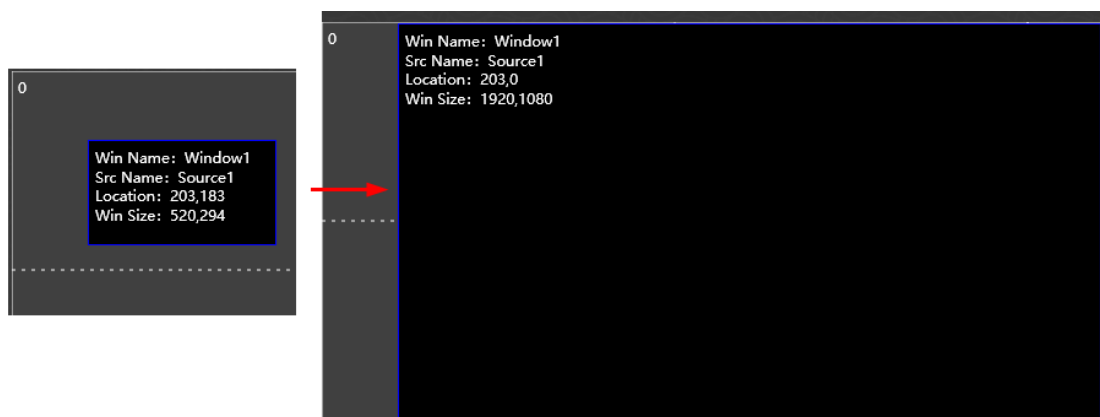 0
Win Name：Window1
Src Name：Source1
Location：203,183
Win Size：520,294
0
Win Name：Window1
Src Name：Source1
Location：203,0
Win Size：1920,1080